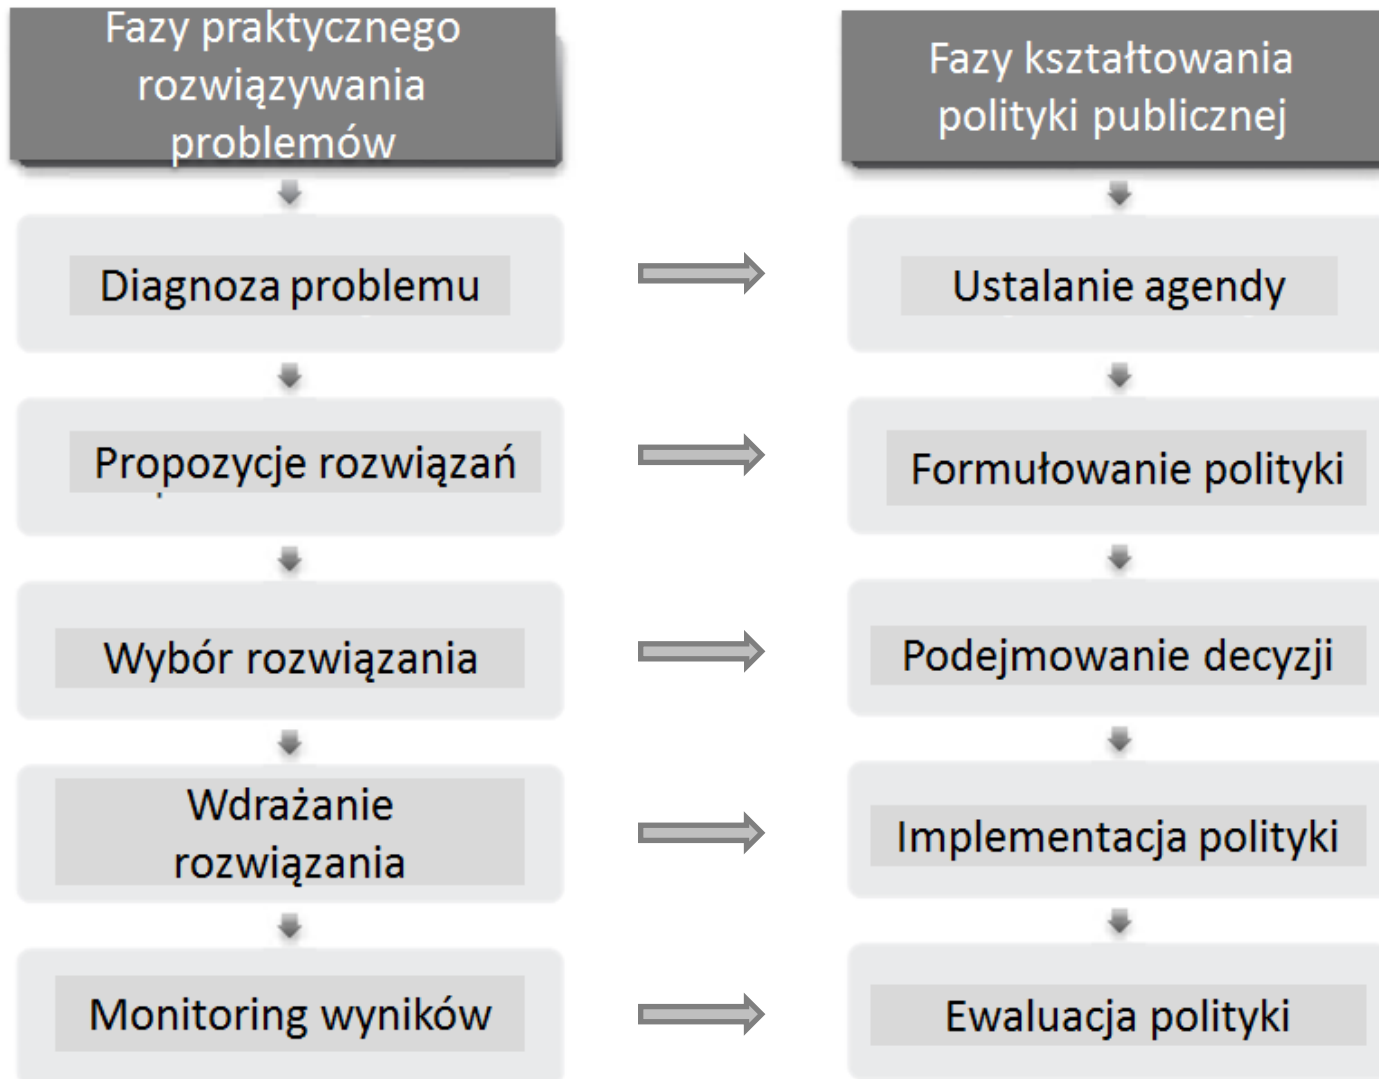 Fazy praktycznego
rozwiązywania
problemów
Fazy kształtowania
polityki publicznej
Diagnoza problemu
Ustalanie agendy
Propozycje rozwiązań
Formułowanie polityki
Wybór rozwiązania
Podejmowanie decyzji
Wdrażanie
rozwiązania
Implementacja polityki
Monitoring wyników
Ewaluacja polityki